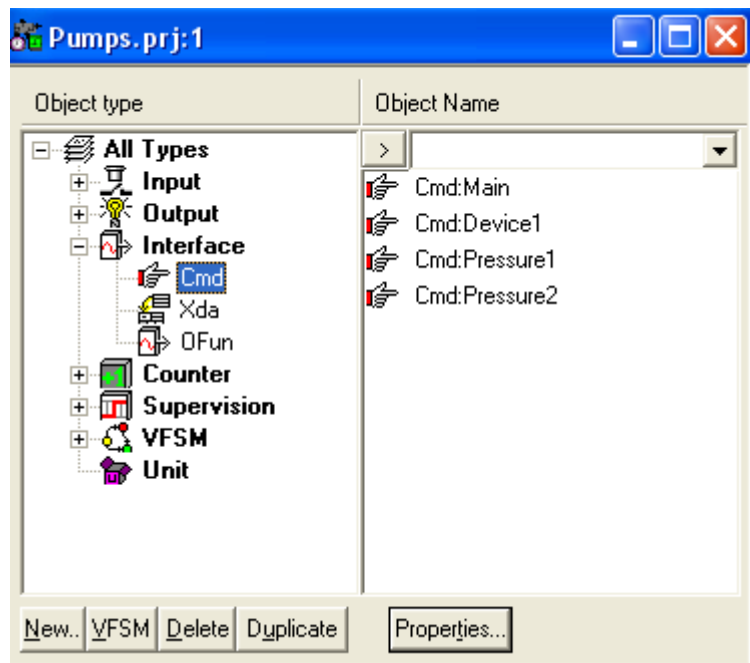 Pumps.prj:1
Object type Object Name
All Types
>
Input
Cmd:Main
Output
Cmd:Device1
Interface
Cmd:Pressure1
Cmd
Cmd:Pressure2
Xda
OFun
Counter
Supervision
VFSM
Unit
New.. VFSM Delete Duplicate Properties...